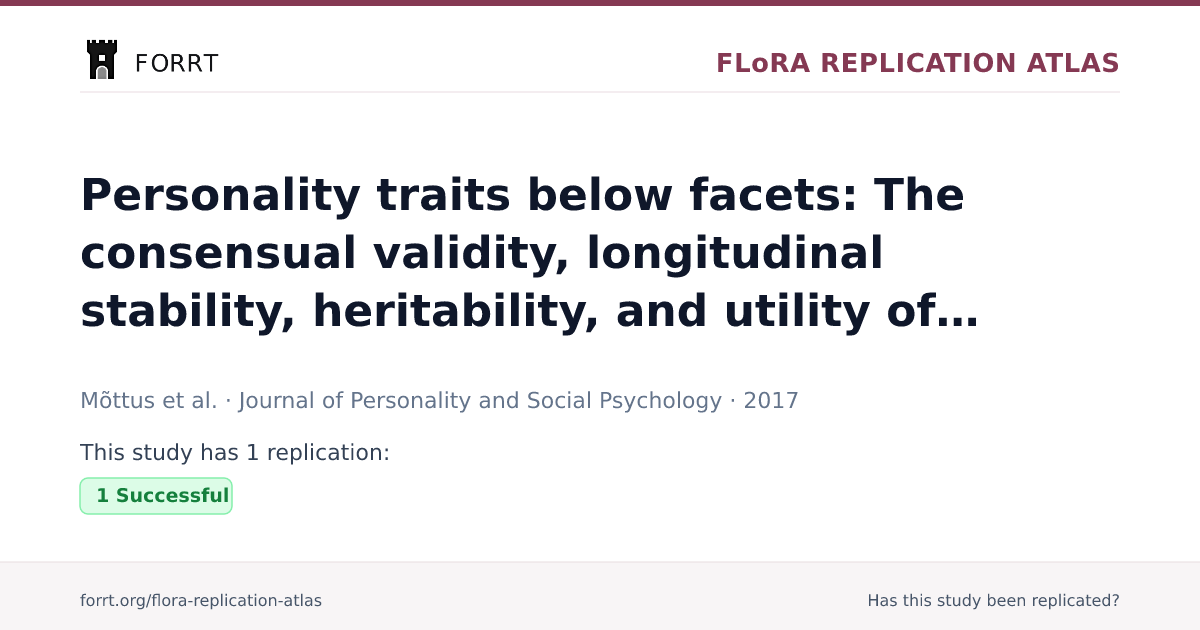 FORRT
FLoRA REPLICATION ATLAS
Personality traits below facets: The
consensual validity, longitudinal
stability, heritability, and utility of…
Mõttus et al. · Journal of Personality and Social Psychology · 2017
This study has 1 replication:
1 Successful
forrt.org/flora-replication-atlas
Has this study been replicated?